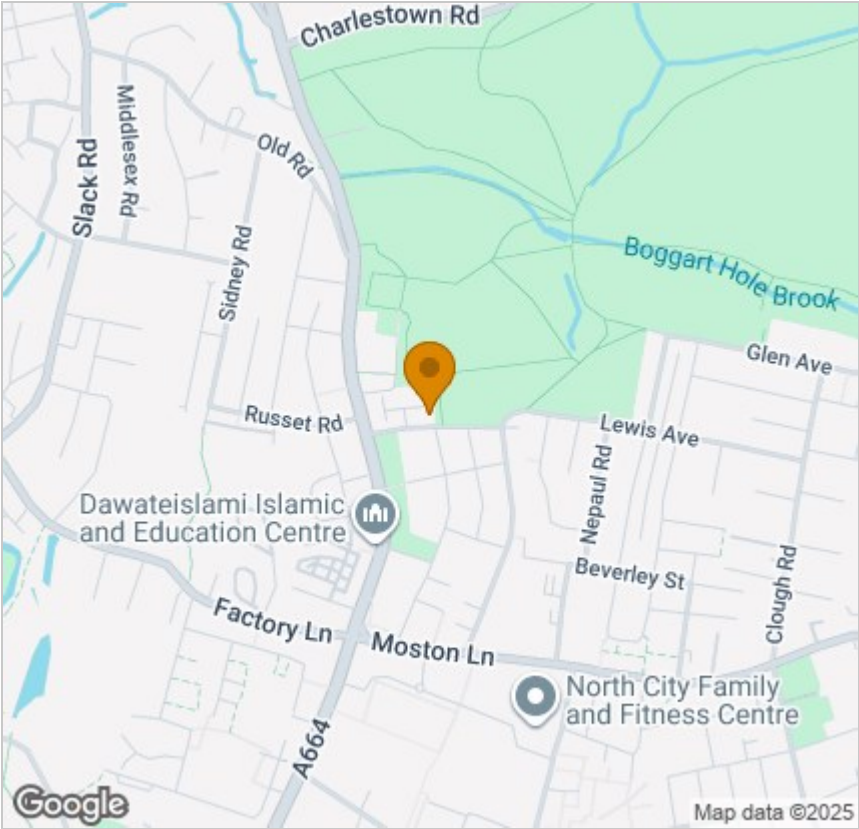 Charlestown Rd
Middlesex Rd
Old Rd
Slack Rd
Sidney Rd
Boggart Hole Brook
Glen Ave
Russet Rd
Lewis Ave
Nepaul Rd
Dawateislami Islamic
and Education Centre
Beverley St
Clough Rd
Factory Ln
Moston Ln
North City Family
and Fitness Centre
A664
Google
Map data ©2025